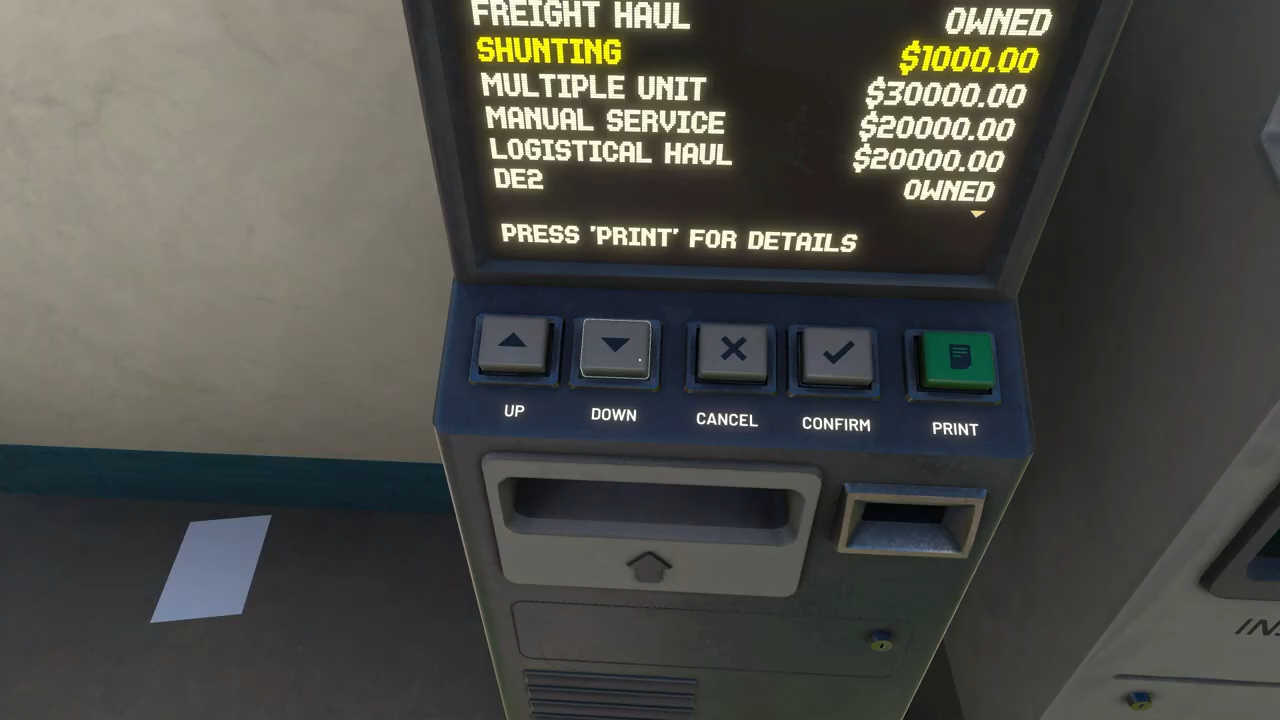 FREIGHT HAUL OWNED
SHUNTING $1000.00
MULTIPLE UNIT $30000.00
MANUAL SERVICE $20000.00
LOGISTICAL HAUL $20000.00
DE2 OWNED
PRESS 'PRINT' FOR DETAILS
UP DOWN CANCEL CONFIRM PRINT